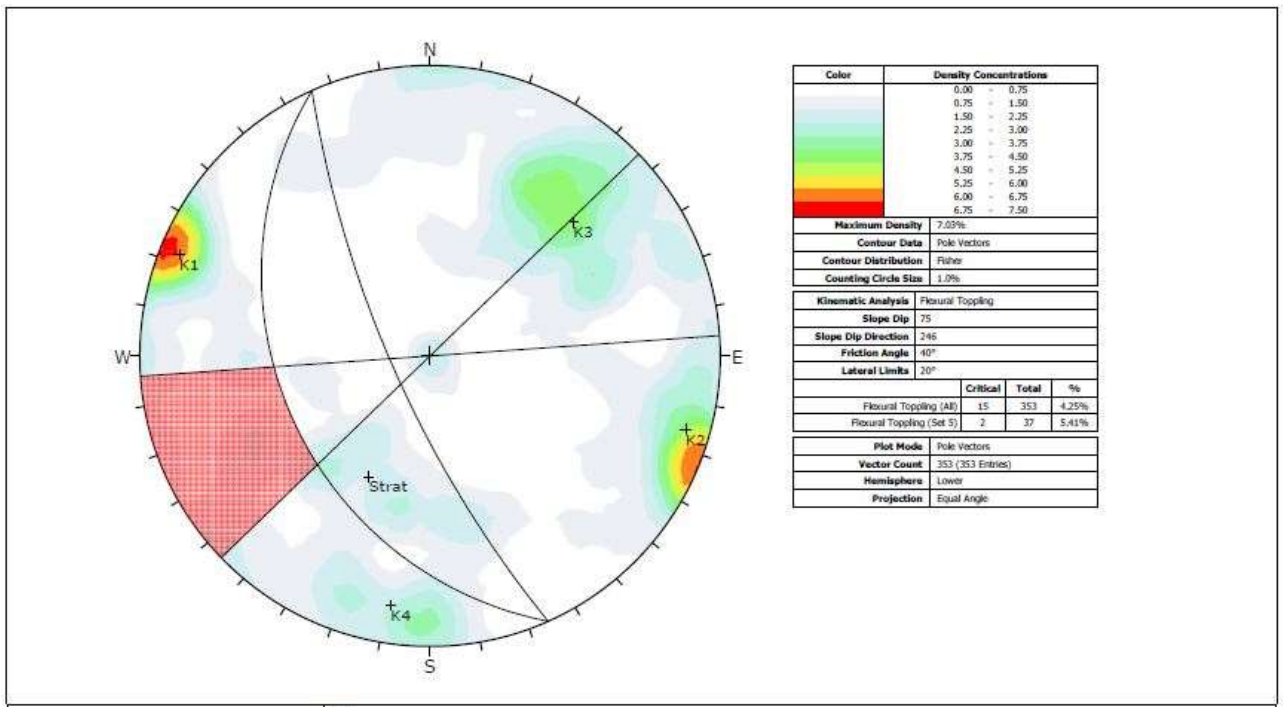 N
W
E
S
K1
K2
K3
K4
Strat
Color Density Concentrations
0.00 - 0.75
0.75 - 1.50
1.50 - 2.25
2.25 - 3.00
3.00 - 3.75
3.75 - 4.50
4.50 - 5.25
5.25 - 6.00
6.00 - 6.75
6.75 - 7.50
Maximum Density 7.03%
Contour Data Pole Vectors
Contour Distribution Fisher
Counting Circle Size 1.0%
Kinematic Analysis Flexural Toppling
Slope Dip 75
Slope Dip Direction 246
Friction Angle 40°
Lateral Limits 20°
Critical Total %
Flexural Toppling (All) 15 353 4.25%
Flexural Toppling (Set 5) 2 37 5.41%
Plot Mode Pole Vectors
Vector Count 353 (353 Entries)
Hemisphere Lower
Projection Equal Angle